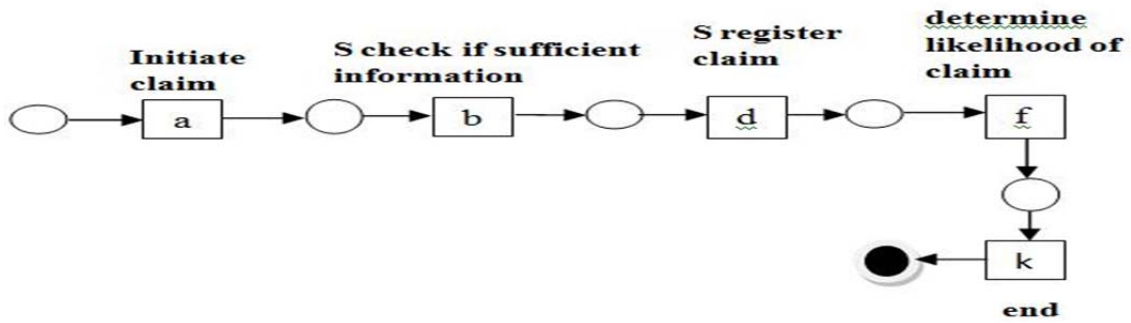 Initiate
claim
S check if sufficient
information
S register
claim
determine
likelihood of
claim
a
b
d
f
k
end